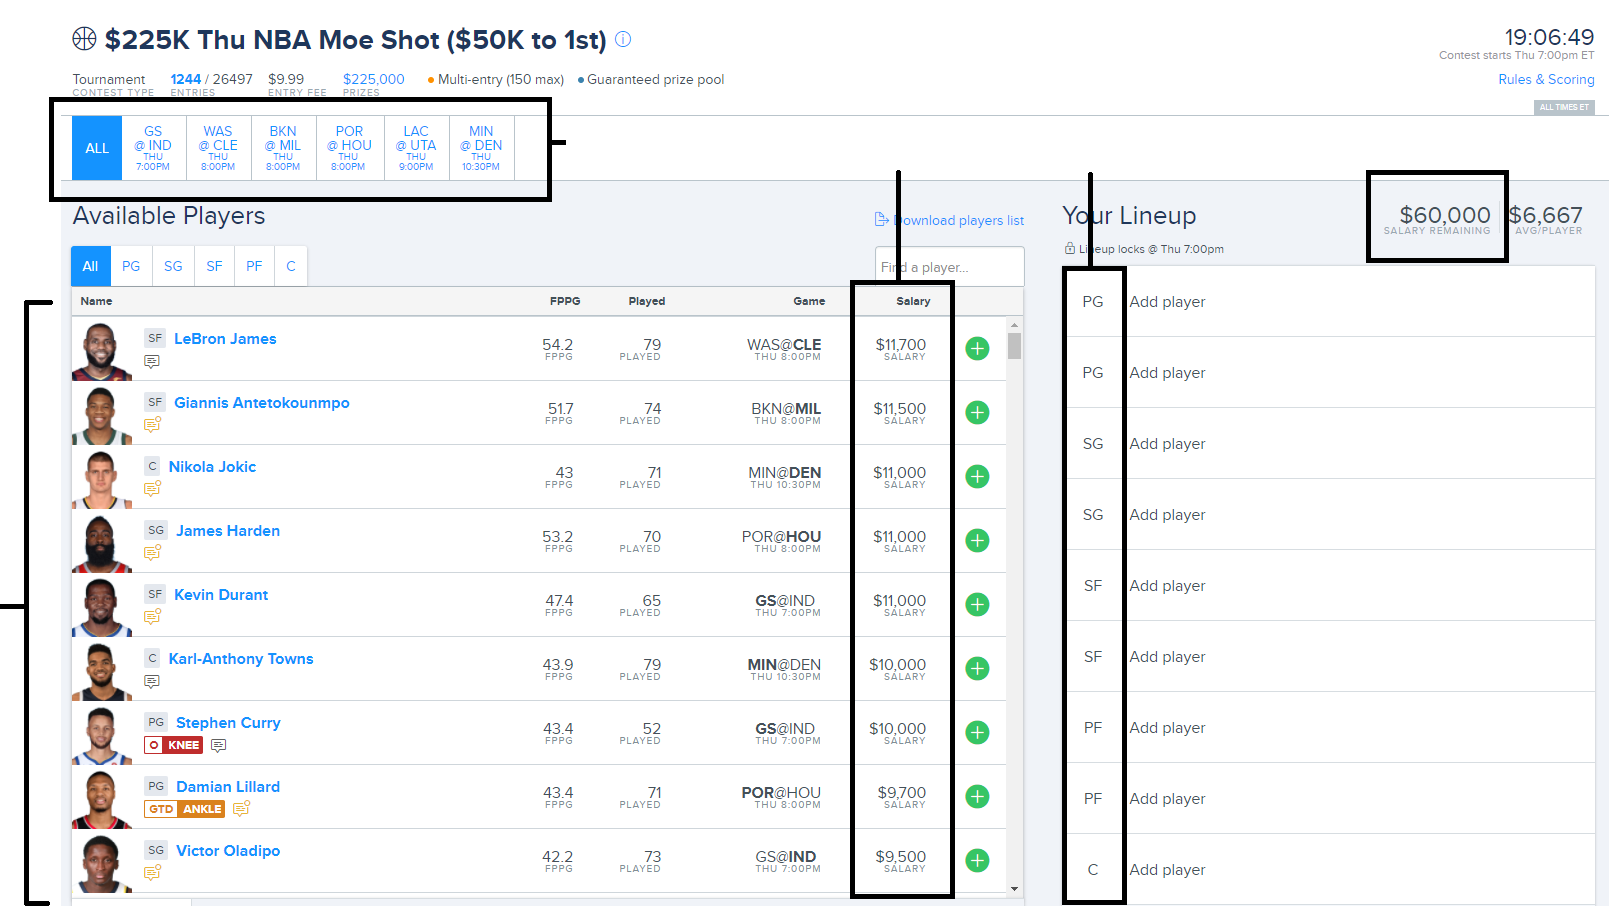 $225K Thu NBA Moe Shot ($50K to 1st)
19:06:49
Contest starts Thu 7:00pm ET
Tournament 1244 / 26497 $9.99 $225,000 Multi-entry (150 max) Guaranteed prize pool
CONTEST TYPE ENTRIES ENTRY FEE PRIZES
Rules & Scoring
ALL TIMES ET
ALL
GS
@ IND
THU
7:00PM
WAS
@ CLE
THU
8:00PM
BKN
@ MIL
THU
8:00PM
POR
@ HOU
THU
8:00PM
LAC
@ UTA
THU
9:00PM
MIN
@ DEN
THU
10:30PM
Available Players
Download players list
All PG SG SF PF C
Find a player...
Name FPPG Played Game Salary
SF LeBron James 54.2 79 WAS@CLE $11,700
FPPG PLAYED THU 8:00PM SALARY
SF Giannis Antetokounmpo 51.7 74 BKN@MIL $11,500
FPPG PLAYED THU 8:00PM SALARY
C Nikola Jokic 43 71 MIN@DEN $11,000
FPPG PLAYED THU 10:30PM SALARY
SG James Harden 53.2 70 POR@HOU $11,000
FPPG PLAYED THU 8:00PM SALARY
SF Kevin Durant 47.4 65 GS@IND $11,000
FPPG PLAYED THU 7:00PM SALARY
C Karl-Anthony Towns 43.9 79 MIN@DEN $10,000
FPPG PLAYED THU 10:30PM SALARY
PG Stephen Curry 43.4 52 GS@IND $10,000
O KNEE FPPG PLAYED THU 7:00PM SALARY
PG Damian Lillard 43.4 71 POR@HOU $9,700
GTD ANKLE FPPG PLAYED THU 8:00PM SALARY
SG Victor Oladipo 42.2 73 GS@IND $9,500
FPPG PLAYED THU 7:00PM SALARY
Your Lineup
$60,000 $6,667
SALARY REMAINING AVG/PLAYER
Lineup locks @ Thu 7:00pm
PG Add player
PG Add player
SG Add player
SG Add player
SF Add player
SF Add player
PF Add player
PF Add player
C Add player